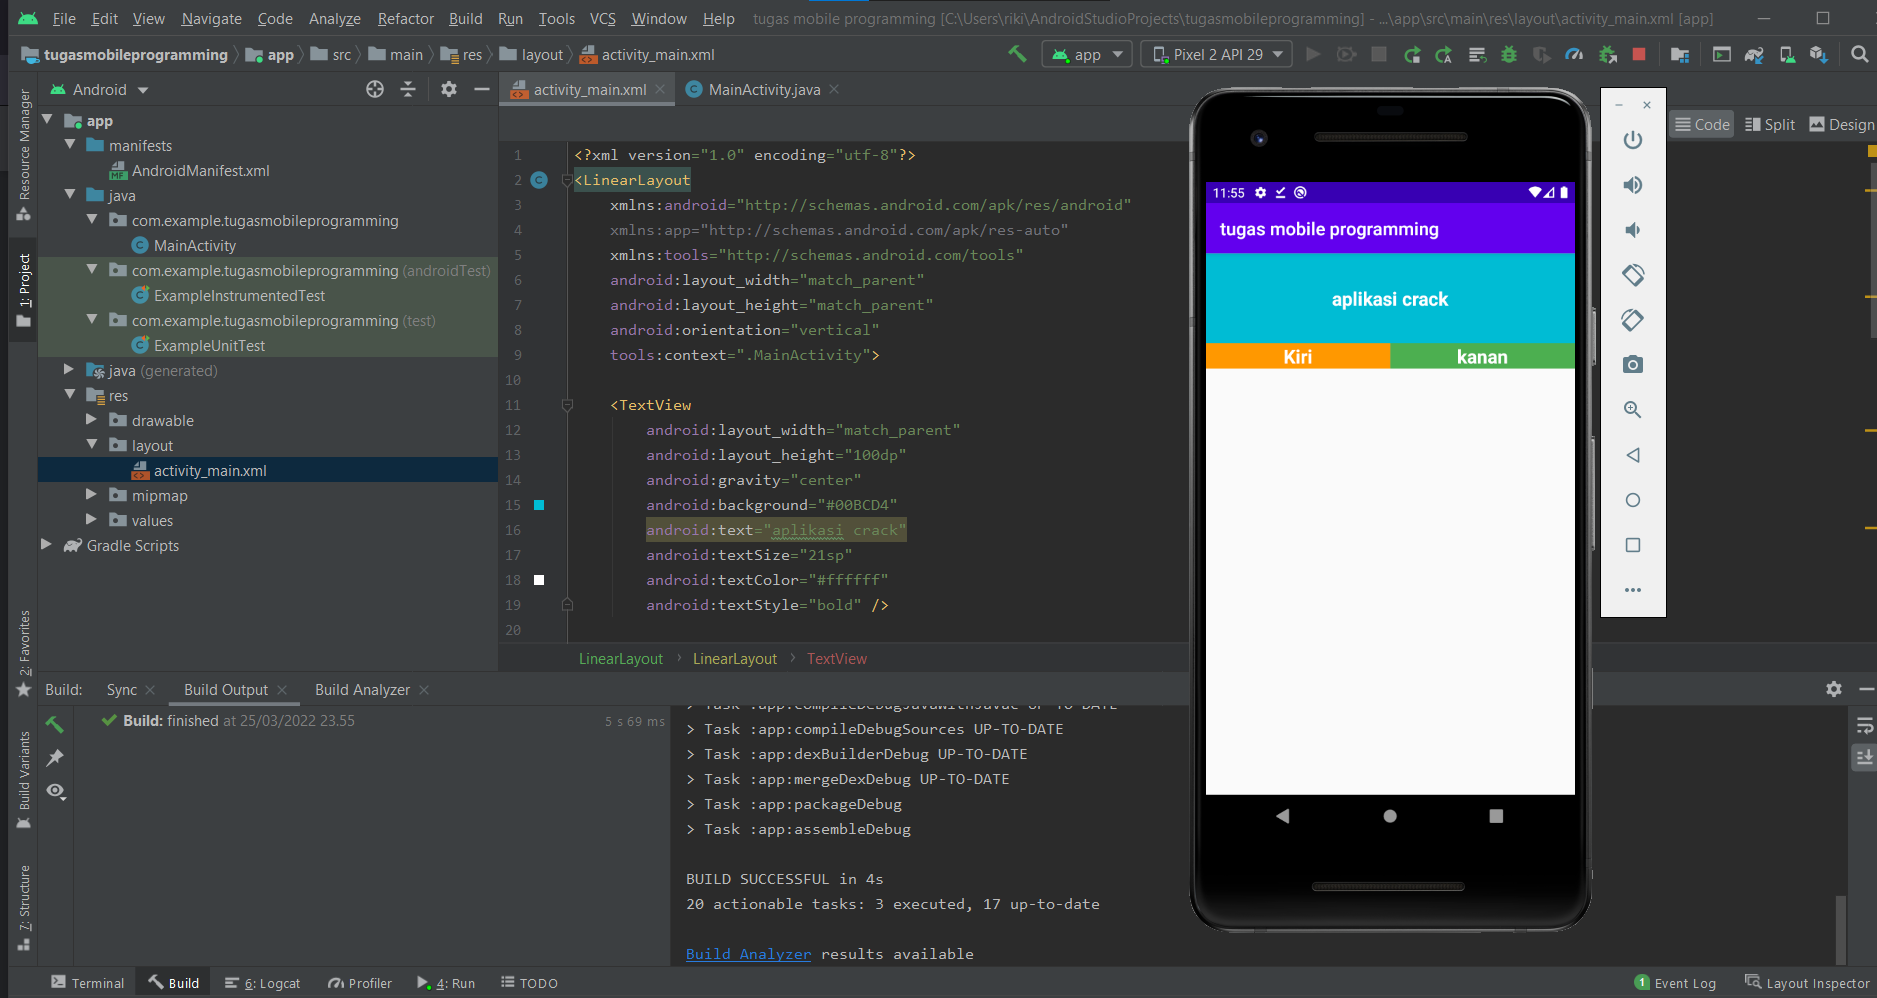 File Edit View Navigate Code Analyze Refactor Build Run Tools VCS Window Help tugas mobile programming [C:\Users\riki\AndroidStudioProjects\tugasmobileprogramming] - ...\app\src\main\res\layout\activity_main.xml [app]
tugasmobileprogramming app src main res layout activity_main.xml app Pixel 2 API 29
Android
activity_main.xml MainActivity.java
Code Split Design
Resource Manager
1: Project
2: Favorites
Build Variants
7: Structure
app
manifests
MF AndroidManifest.xml
java
com.example.tugasmobileprogramming
C MainActivity
com.example.tugasmobileprogramming (androidTest)
C ExampleInstrumentedTest
com.example.tugasmobileprogramming (test)
C ExampleUnitTest
java (generated)
res
drawable
layout
activity_main.xml
mipmap
values
Gradle Scripts
1 <?xml version="1.0" encoding="utf-8"?>
2 C <LinearLayout
3 xmlns:android="http://schemas.android.com/apk/res/android"
4 xmlns:app="http://schemas.android.com/apk/res-auto"
5 xmlns:tools="http://schemas.android.com/tools"
6 android:layout_width="match_parent"
7 android:layout_height="match_parent"
8 android:orientation="vertical"
9 tools:context=".MainActivity">
10
11 <TextView
12 android:layout_width="match_parent"
13 android:layout_height="100dp"
14 android:gravity="center"
15 android:background="#00BCD4"
16 android:text="aplikasi crack"
17 android:textSize="21sp"
18 android:textColor="#ffffff"
19 android:textStyle="bold" />
20
LinearLayout › LinearLayout › TextView
11:55
tugas mobile programming
aplikasi crack
Kiri kanan
Build: Sync Build Output Build Analyzer
Build: finished at 25/03/2022 23.55 5 s 69 ms
> Task :app:compileDebugJavaWithJavac UP-TO-DATE
> Task :app:compileDebugSources UP-TO-DATE
> Task :app:dexBuilderDebug UP-TO-DATE
> Task :app:mergeDexDebug UP-TO-DATE
> Task :app:packageDebug
> Task :app:assembleDebug
BUILD SUCCESSFUL in 4s
20 actionable tasks: 3 executed, 17 up-to-date
Build Analyzer results available
Terminal Build 6: Logcat Profiler 4: Run TODO 1 Event Log Layout Inspector